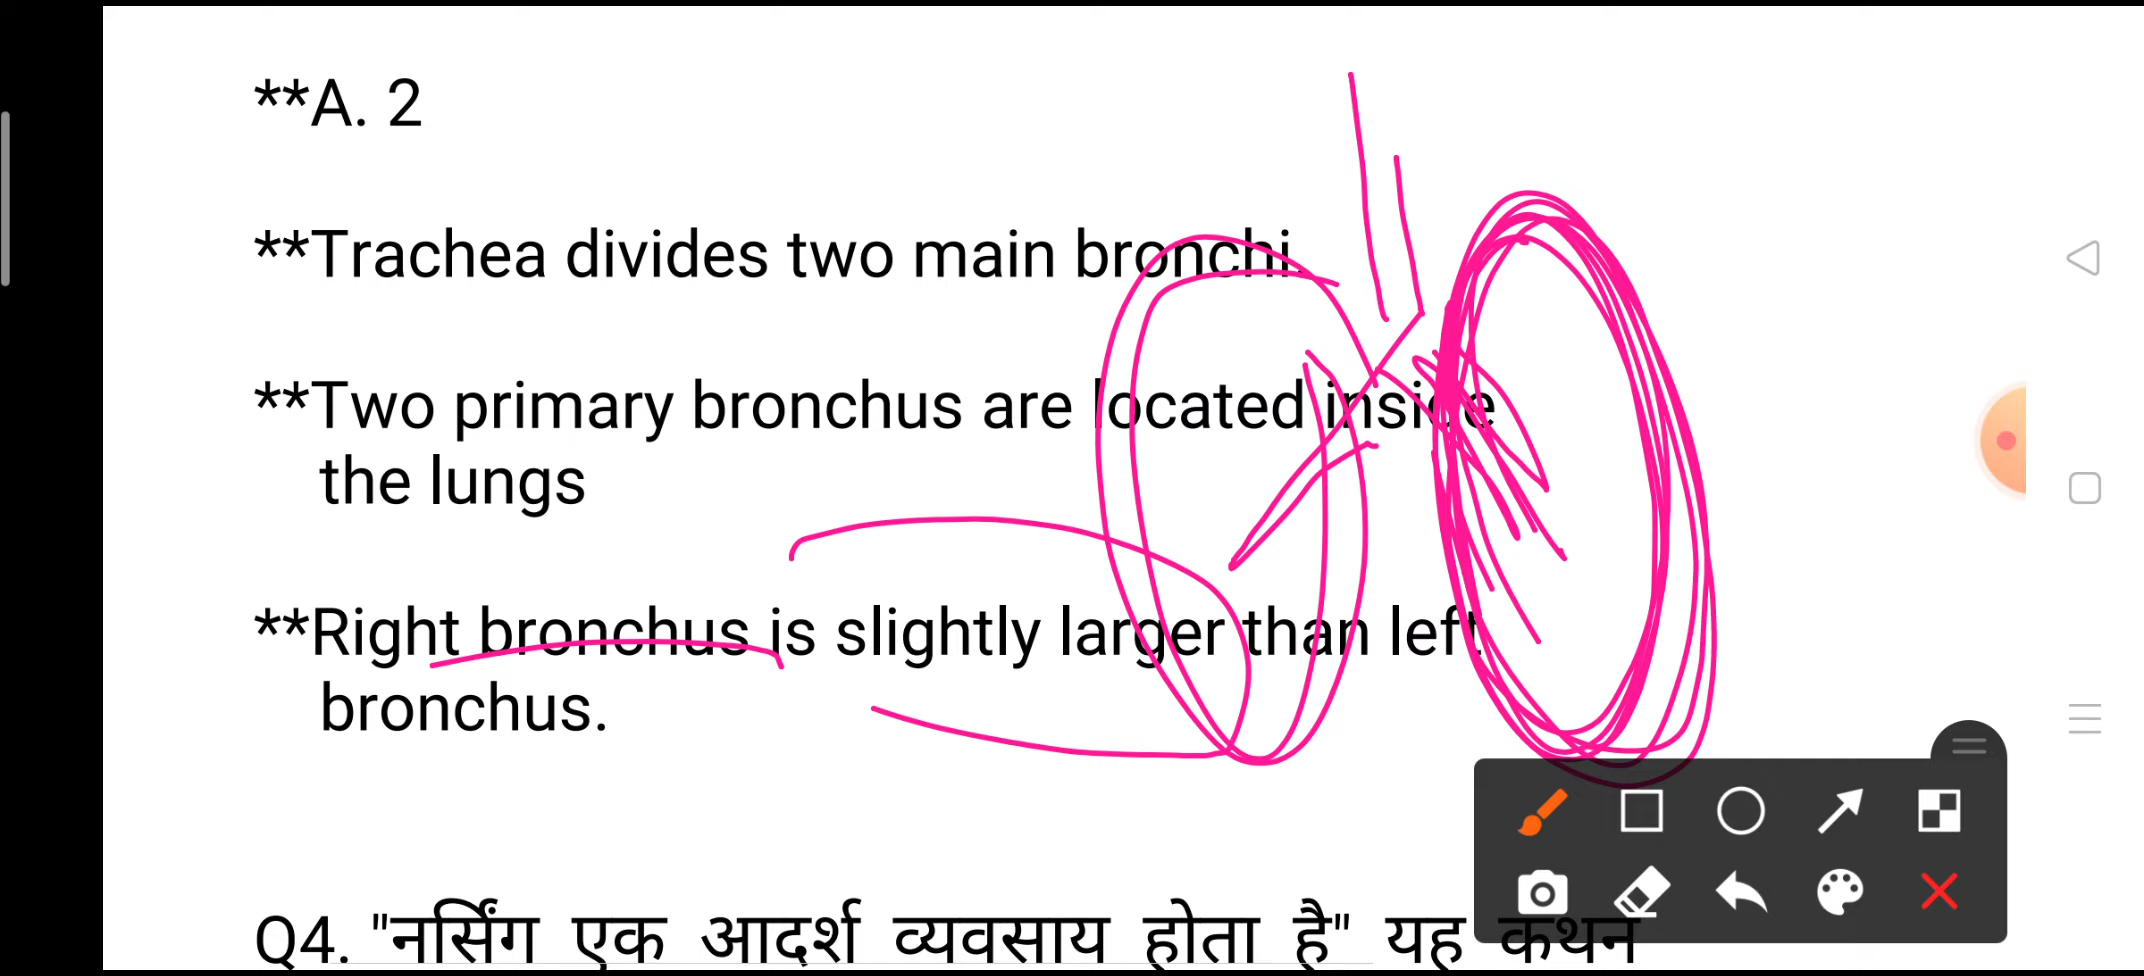 **A. 2
**Trachea divides two main bronchi.
**Two primary bronchus are located inside
the lungs
**Right bronchus is slightly larger than left
bronchus.
Q4. "नर्सिंग एक आदर्श व्यवसाय होता है" यह कथन